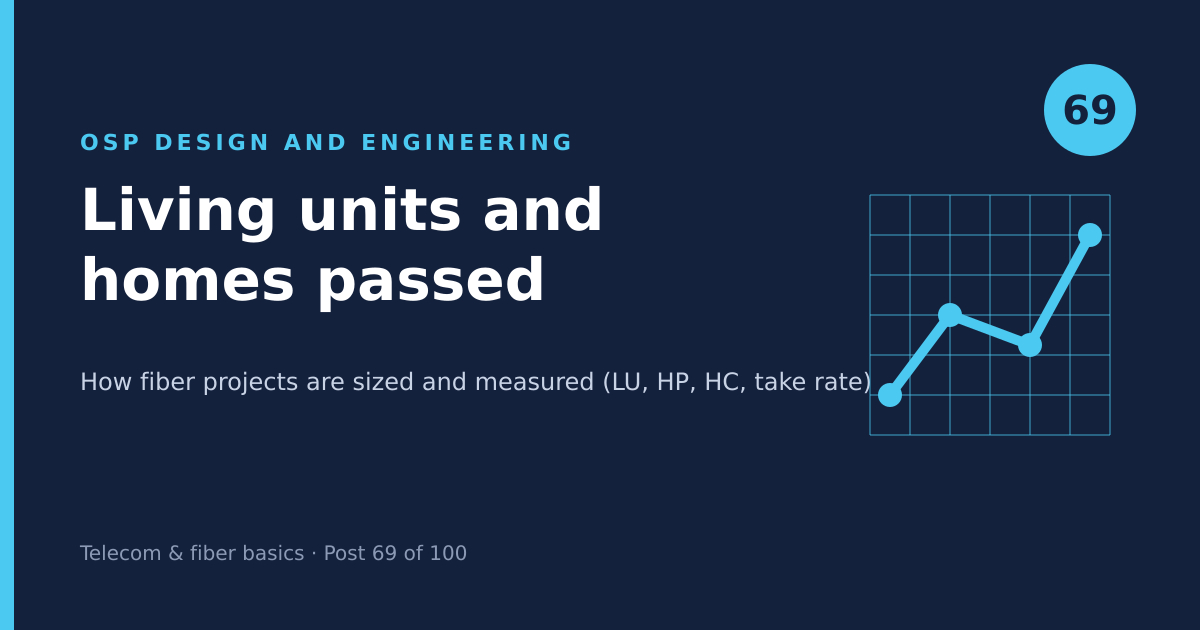 69
OSP DESIGN AND ENGINEERING
Living units and
homes passed
How fiber projects are sized and measured (LU, HP, HC, take rate)
Telecom & fiber basics · Post 69 of 100